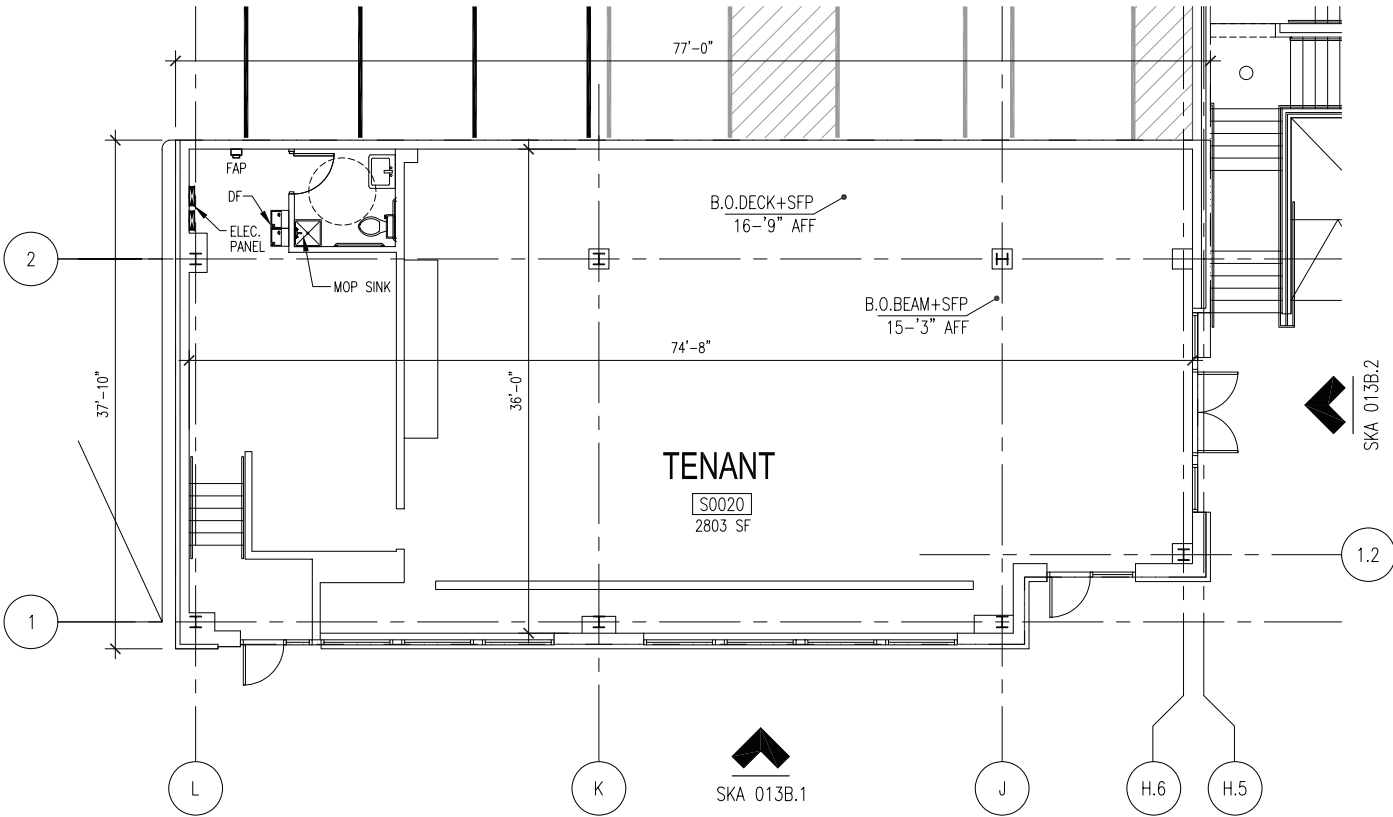 77'-0"
FAP
DF
ELEC.
PANEL
MOP SINK
B.O.DECK+SFP
16-'9" AFF
B.O.BEAM+SFP
15-'3" AFF
2
74'-8"
37'-10"
36'-0"
SKA 013B.2
TENANT
S0020
2803 SF
1.2
1
L
K
SKA 013B.1
J
H.6
H.5